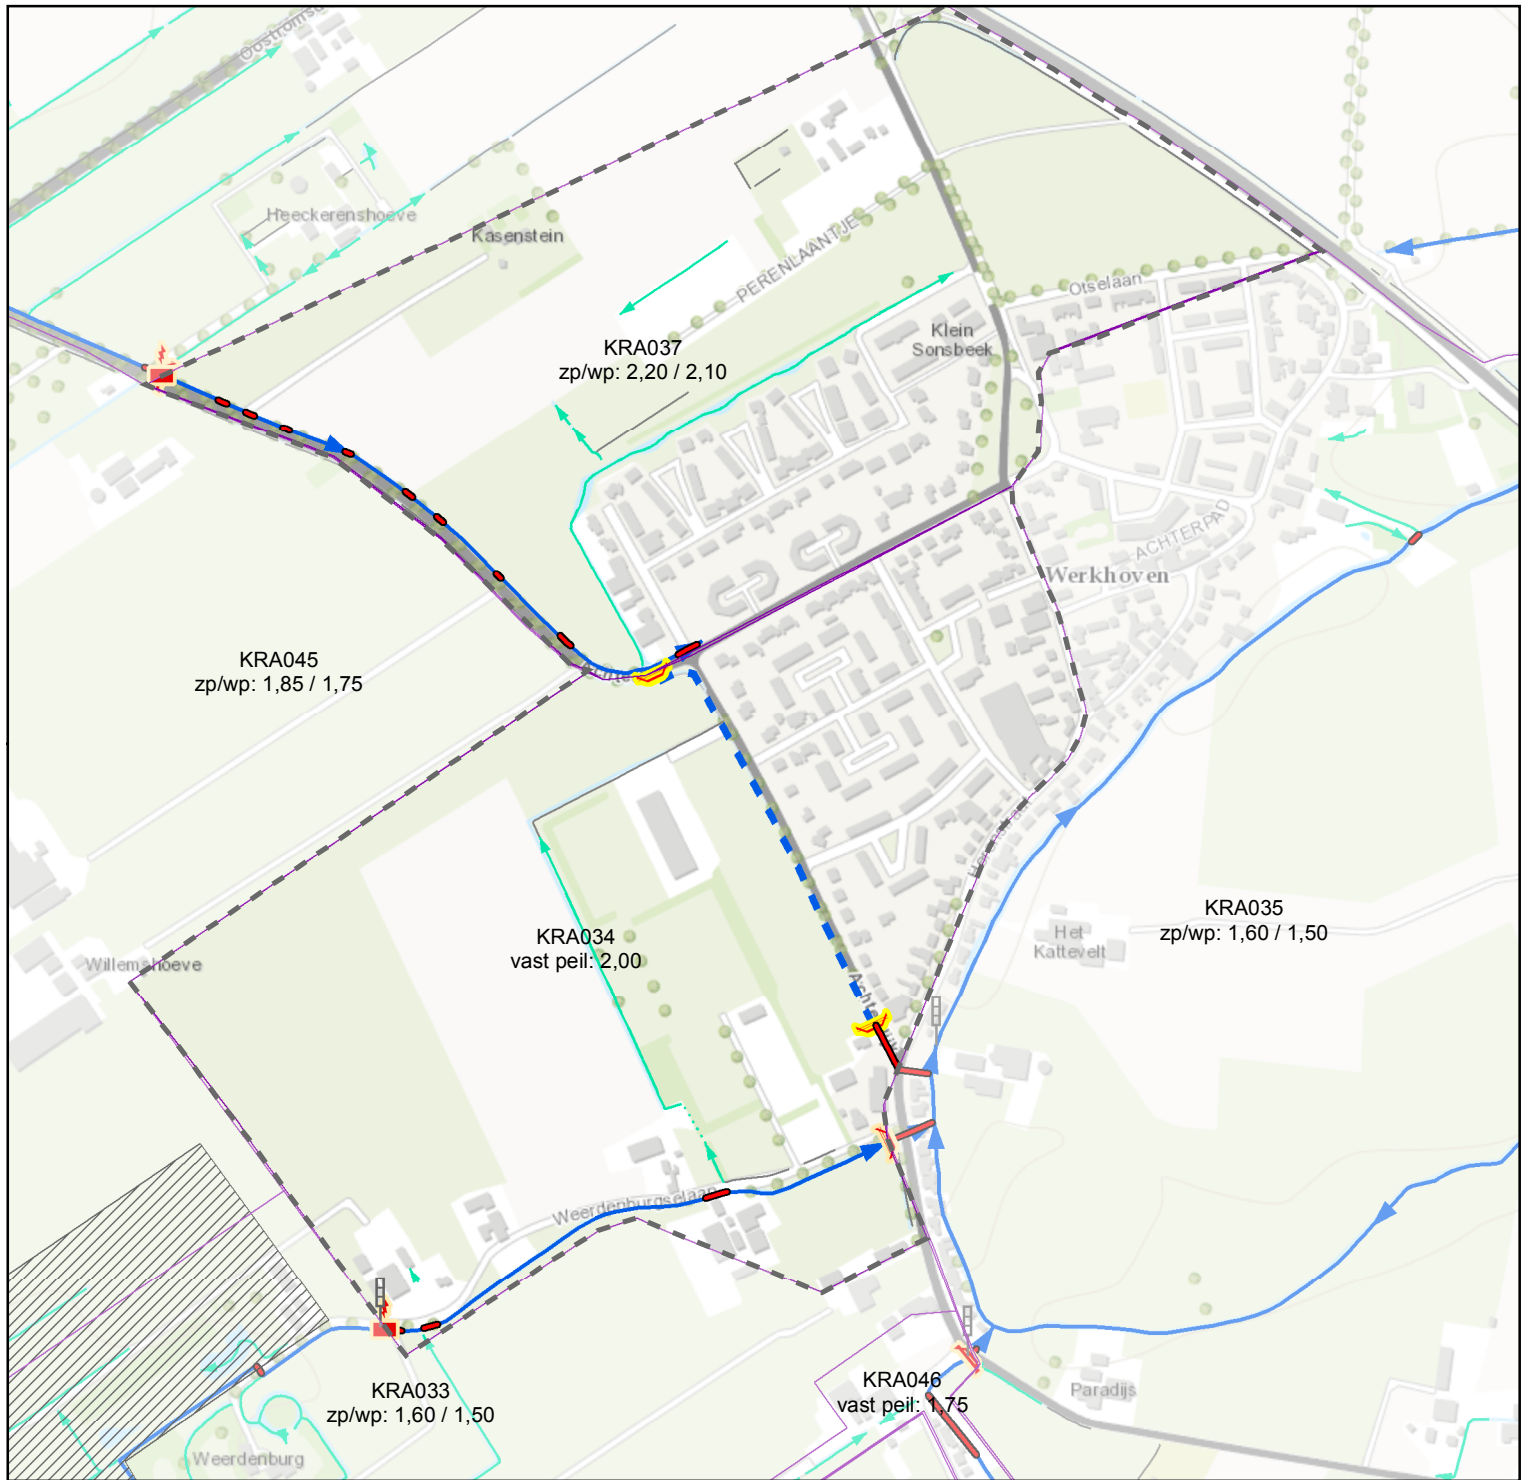 Heeckerenshoeve
Kasenstein
PERENLAANTJE
Otselaan
Klein
Sonsbeek
KRA037
zp/wp: 2,20 / 2,10
ACHTERPAD
Werkhoven
KRA045
zp/wp: 1,85 / 1,75
KRA035
zp/wp: 1,60 / 1,50
Het
Kattevelt
KRA034
vast peil: 2,00
Willemshoeve
Weerdenburgselaan
KRA046
vast peil: 1,75
KRA033
zp/wp: 1,60 / 1,50
Paradijs
Weerdenburg